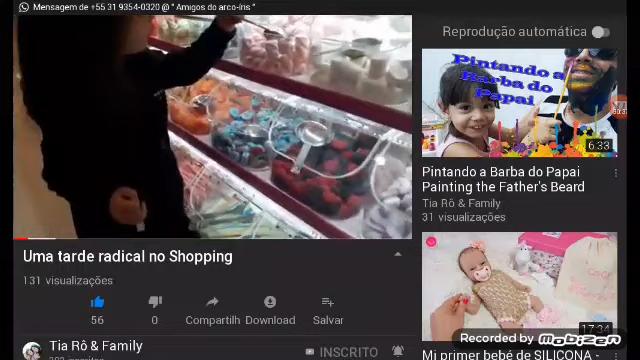 Mensagem de +55 31 9354-0320 @ " Amigos do arco-íris "
Reprodução automática
Pintando a
Barba do
Papai
6:33
Pintando a Barba do Papai
Painting the Father's Beard
Tia Rô & Family
31 visualizações
Uma tarde radical no Shopping
131 visualizações
56
0
Compartilh
Download
Salvar
Tia Rô & Family
INSCRITO
17:34
Recorded by Mobizen
Mi primer bebé de SILICONA -